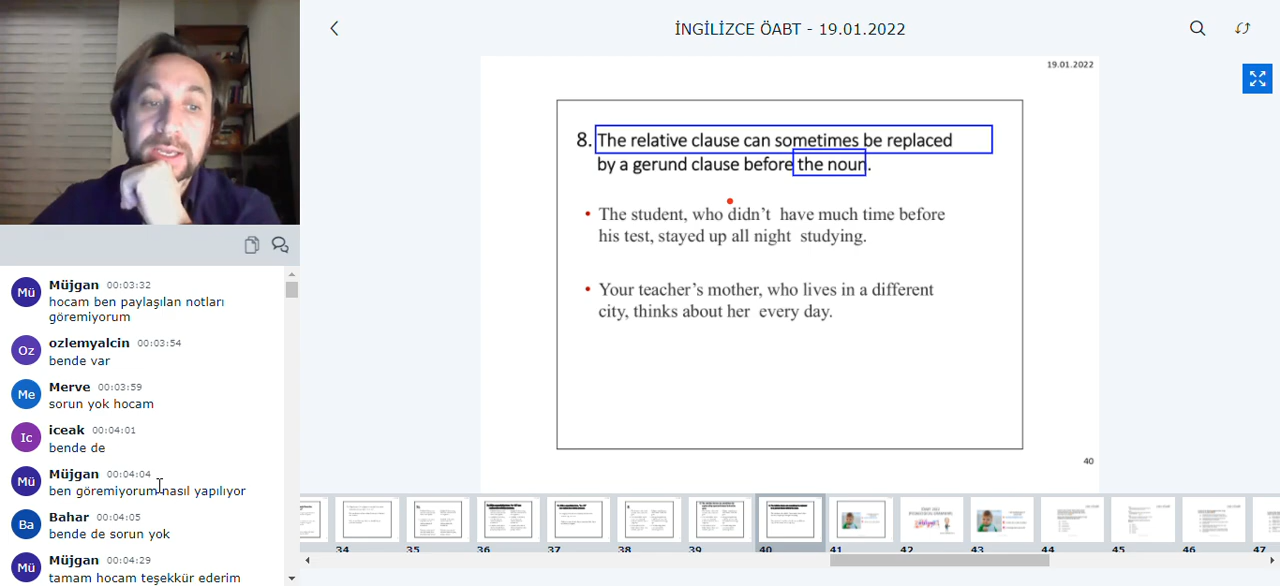 İNGİLİZCE ÖABT - 19.01.2022
19.01.2022
8. The relative clause can sometimes be replaced
by a gerund clause before the noun.
• The student, who didn't have much time before
his test, stayed up all night studying.
• Your teacher's mother, who lives in a different
city, thinks about her every day.
40
Mü
Müjgan 00:03:32
hocam ben paylaşılan notları
göremiyorum
Oz
ozlemyalcin 00:03:54
bende var
Me
Merve 00:03:59
sorun yok hocam
Ic
iceak 00:04:01
bende de
Mü
Müjgan 00:04:04
ben göremiyorum nasıl yapılıyor
Ba
Bahar 00:04:05
bende de sorun yok
Mü
Müjgan 00:04:29
tamam hocam teşekkür ederim
34 35 36 37 38 39 40 41 42 43 44 45 46 47